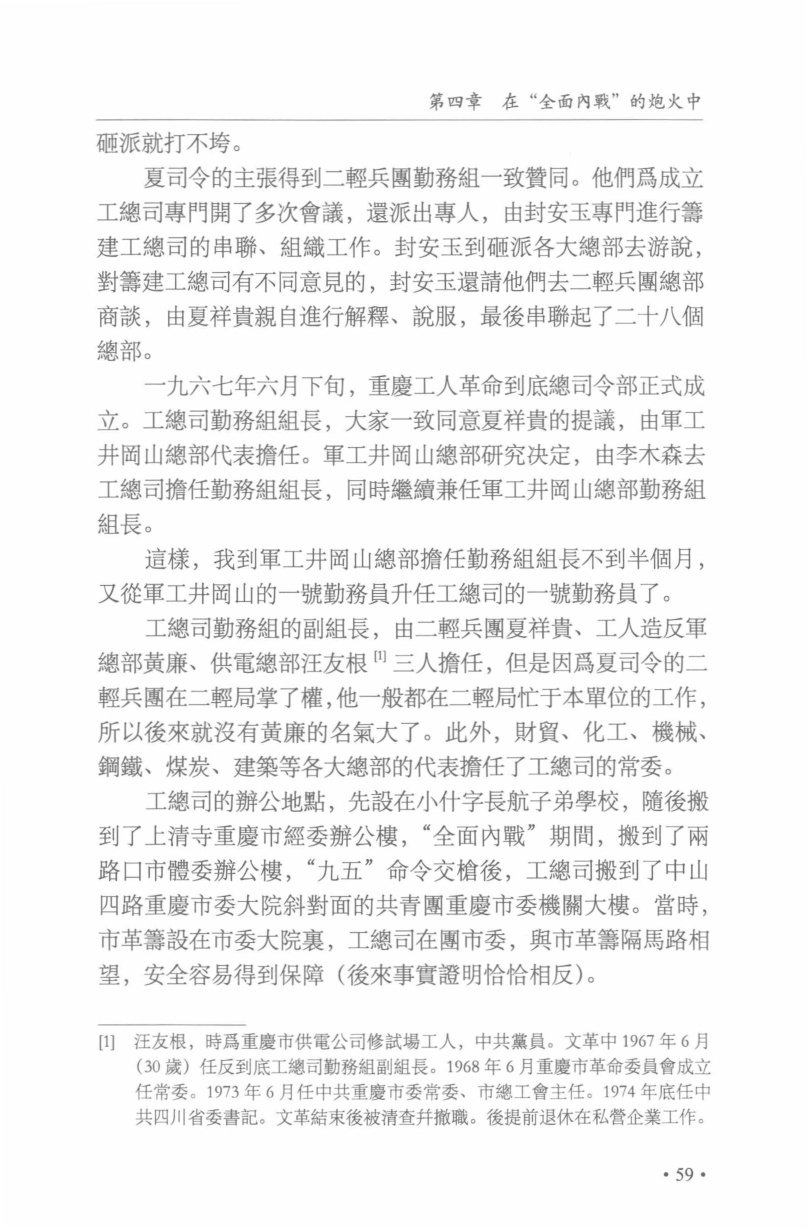 第四章　在“全面內戰”的炮火中
砸派就打不垮。
夏司令的主張得到二輕兵團勤務組一致贊同。他們爲成立
工總司專門開了多次會議，還派出專人，由封安玉專門進行籌
建工總司的串聯、組織工作。封安玉到砸派各大總部去游說，
對籌建工總司有不同意見的，封安玉還請他們去二輕兵團總部
商談，由夏祥貴親自進行解釋、說服，最後串聯起了二十八個
總部。
一九六七年六月下旬，重慶工人革命到底總司令部正式成
立。工總司勤務組組長，大家一致同意夏祥貴的提議，由軍工
井岡山總部代表擔任。軍工井岡山總部研究決定，由李木森去
工總司擔任勤務組組長，同時繼續兼任軍工井岡山總部勤務組
組長。
這樣，我到軍工井岡山總部擔任勤務組組長不到半個月，
又從軍工井岡山的一號勤務員升任工總司的一號勤務員了。
工總司勤務組的副組長，由二輕兵團夏祥貴、工人造反軍
總部黃廉、供電總部汪友根[1]三人擔任，但是因爲夏司令的二
輕兵團在二輕局掌了權，他一般都在二輕局忙于本單位的工作，
所以後來就沒有黃廉的名氣大了。此外，財貿、化工、機械、
鋼鐵、煤炭、建築等各大總部的代表擔任了工總司的常委。
工總司的辦公地點，先設在小什字長航子弟學校，隨後搬
到了上清寺重慶市經委辦公樓，“全面內戰”期間，搬到了兩
路口市體委辦公樓，“九五”命令交槍後，工總司搬到了中山
四路重慶市委大院斜對面的共青團重慶市委機關大樓。當時，
市革籌設在市委大院裏，工總司在團市委，與市革籌隔馬路相
望，安全容易得到保障（後來事實證明恰恰相反）。
[1]　汪友根，時爲重慶市供電公司修試場工人，中共黨員。文革中 1967 年 6 月
（30 歲）任反到底工總司勤務組副組長。1968 年 6 月重慶市革命委員會成立
任常委。1973 年 6 月任中共重慶市委常委、市總工會主任。1974 年底任中
共四川省委書記。文革結束後被清查幷撤職。後提前退休在私營企業工作。
• 59 •